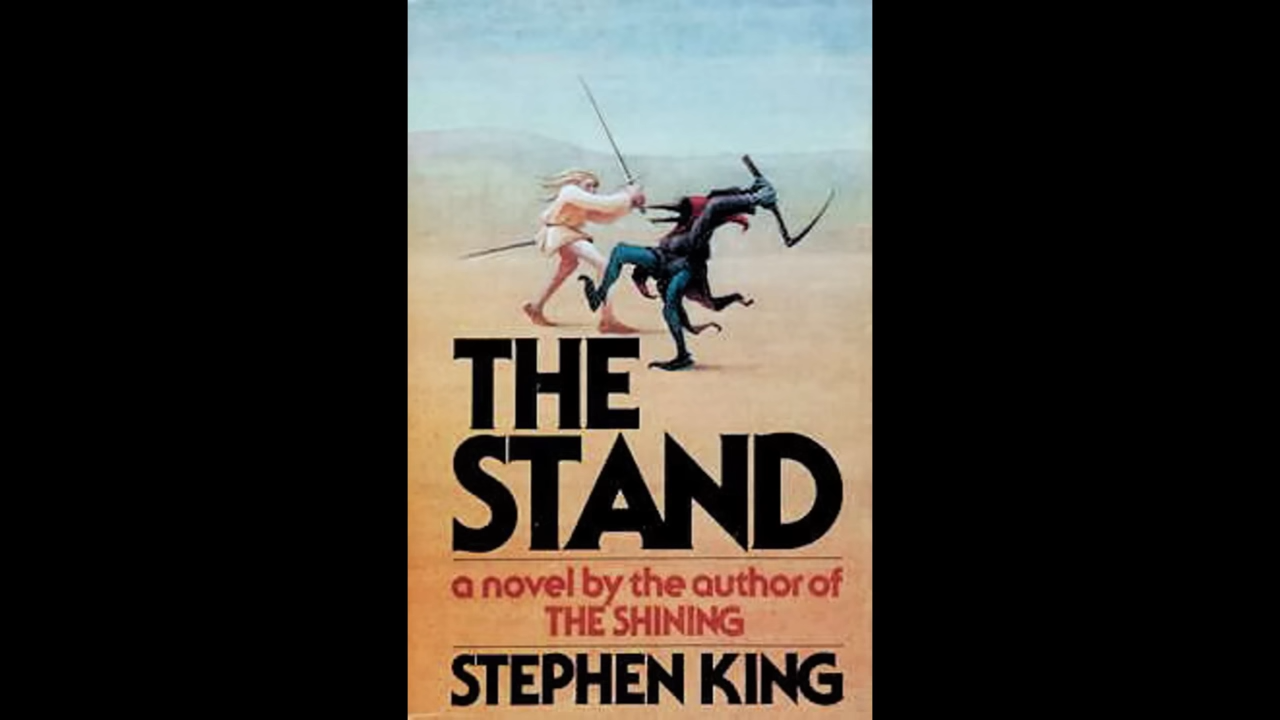 THE
STAND
a novel by the author of
THE SHINING
STEPHEN KING